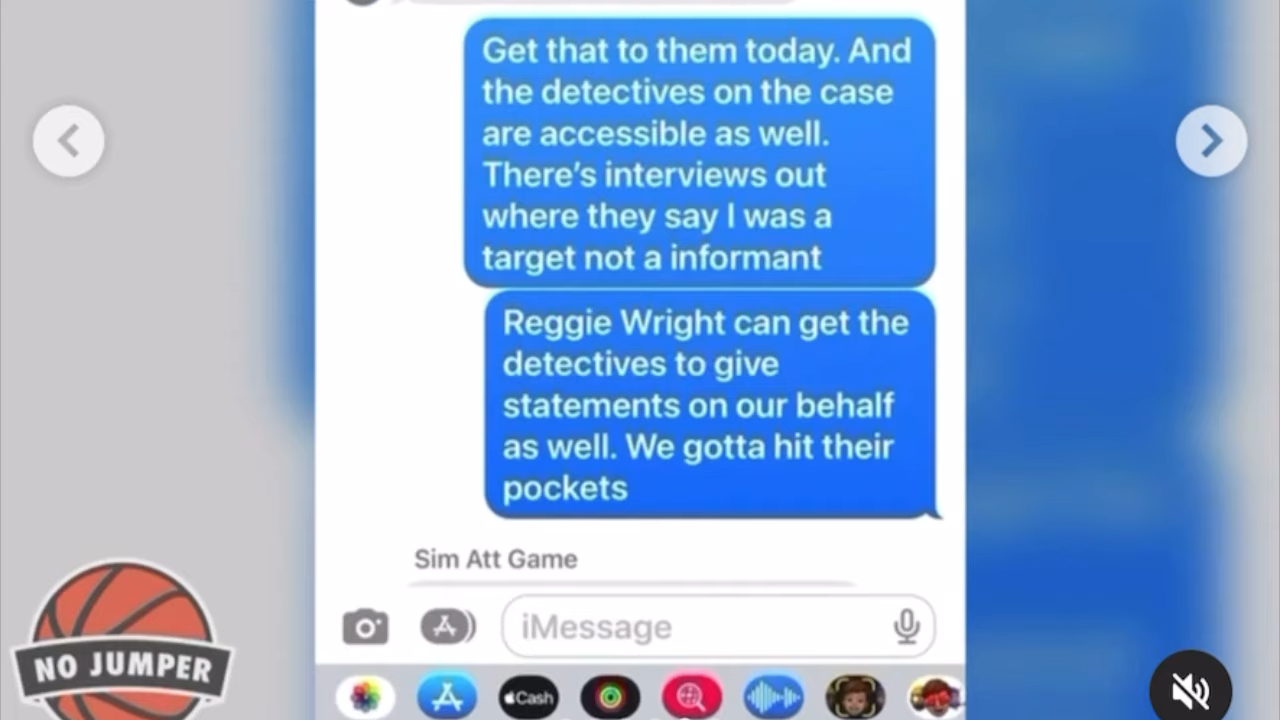 Get that to them today. And
the detectives on the case
are accessible as well.
There's interviews out
where they say I was a
target not a informant
Reggie Wright can get the
detectives to give
statements on our behalf
as well. We gotta hit their
pockets
Sim Att Game
iMessage
Cash
NO JUMPER